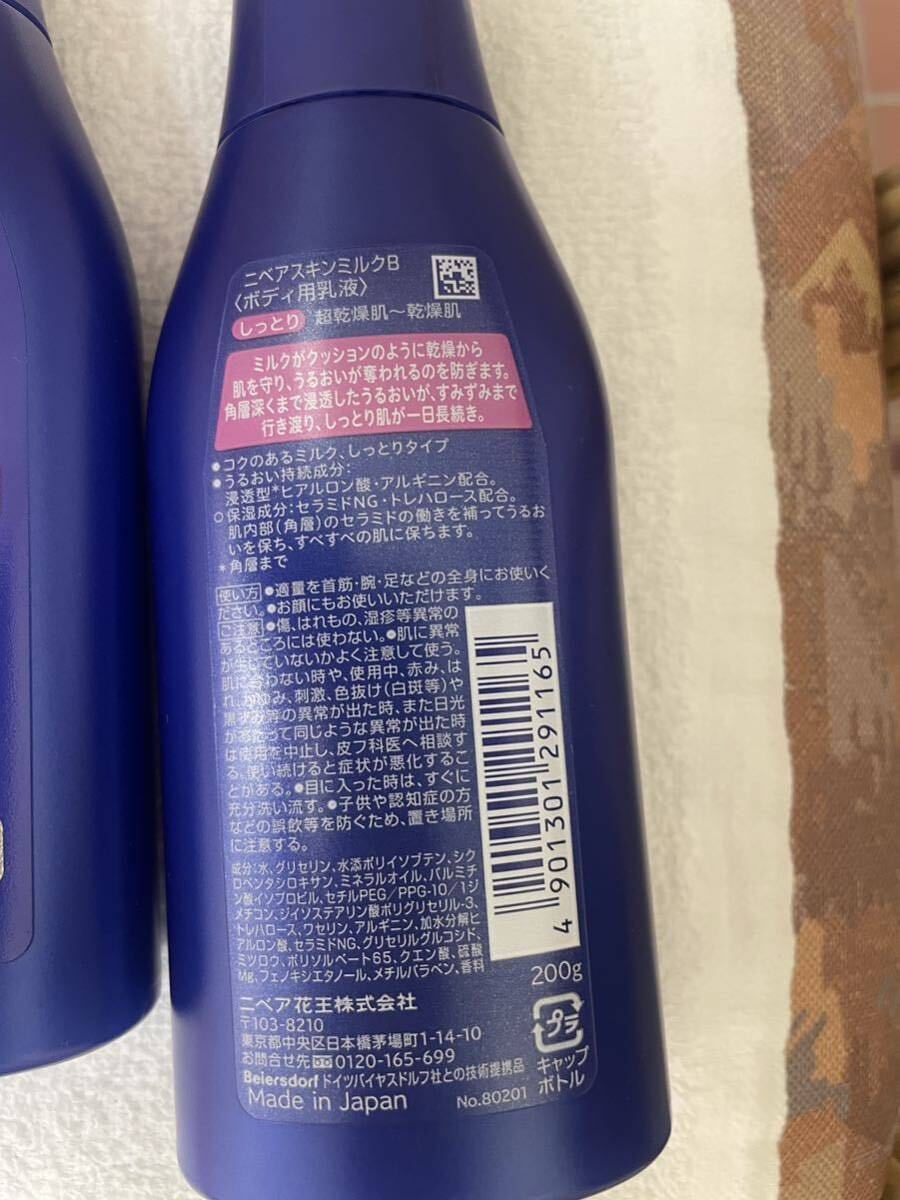 ニベアスキンミルクB
〈ボディ用乳液〉
しっとり 超乾燥肌～乾燥肌
ミルクがクッションのように乾燥から
肌を守り、うるおいが奪われるのを防ぎます。
角層深くまで浸透したうるおいが、すみずみまで
行き渡り、しっとり肌が一日長続き。
●コクのあるミルク、しっとりタイプ
●うるおい持続成分：
浸透型*ヒアルロン酸・アルギニン配合。
○保湿成分：セラミドNG・トレハロース配合。
肌内部（角層）のセラミドの働きを補ってうるお
いを保ち、すべすべの肌に保ちます。
*角層まで
使い方 ●適量を首筋・腕・足などの全身にお使いく
ださい。●お顔にもお使いいただけます。
ご注意 ●傷、はれもの、湿疹等異常の
あるところには使わない。●肌に異常
が生じていないかよく注意して使う。
肌に合わない時や、使用中、赤み、は
れ、かゆみ、刺激、色抜け（白斑等）や
黒ずみ等の異常が出た時、また日光
があたって同じような異常が出た時
は使用を中止し、皮フ科医へ相談す
る。使い続けると症状が悪化するこ
とがある。●目に入った時は、すぐに
充分洗い流す。●子供や認知症の方
などの誤飲等を防ぐため、置き場所
に注意する。
4 901301 291165
成分：水、グリセリン、水添ポリイソブテン、シク
ロペンタシロキサン、ミネラルオイル、パルミチ
ン酸イソプロピル、セチルPEG/PPG-10/1ジ
メチコン、ジイソステアリン酸ポリグリセリル-3、
トレハロース、ワセリン、アルギニン、加水分解ヒ
アルロン酸、セラミドNG、グリセリルグルコシド、
ミツロウ、ポリソルベート65、クエン酸、硫酸
Mg、フェノキシエタノール、メチルパラベン、香料
200g
ニベア花王株式会社
〒103-8210
東京都中央区日本橋茅場町1-14-10
お問合せ先 0120-165-699
Beiersdorf ドイツバイヤスドルフ社との技術提携品
Made in Japan No.80201
プラ
キャップ
ボトル